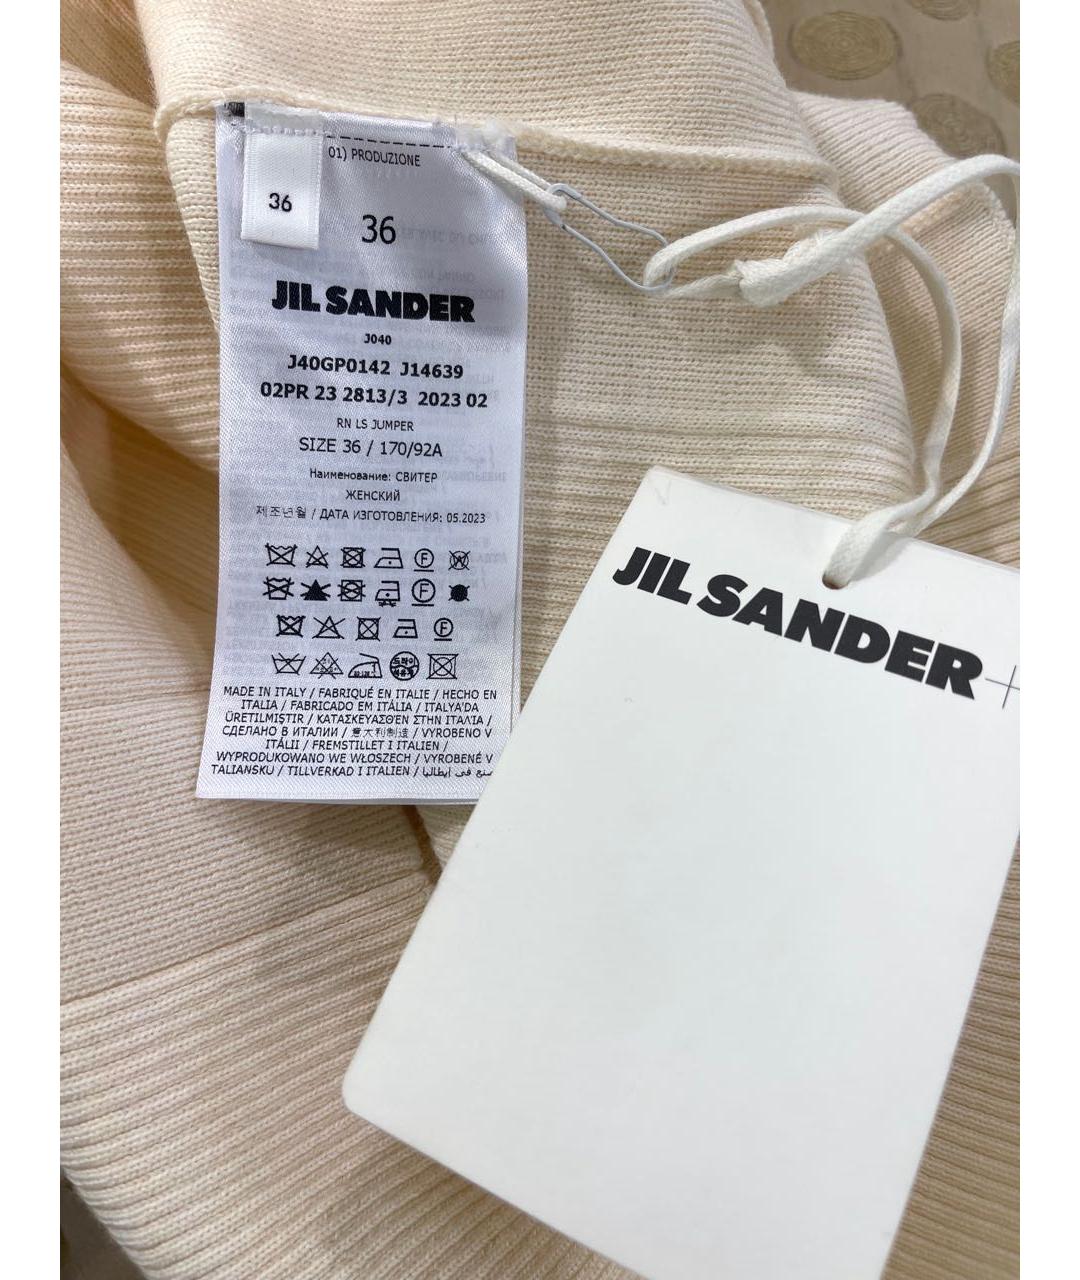 01) PRODUZIONE
36
36
JIL SANDER
J040
J40GP0142 J14639
02PR 23 2813/3 2023 02
RN LS JUMPER
SIZE 36 / 170/92A
Наименование: СВИТЕР
ЖЕНСКИЙ
제조년월 / ДАТА ИЗГОТОВЛЕНИЯ: 05.2023
MADE IN ITALY / FABRIQUÉ EN ITALIE / HECHO EN
ITALIA / FABRICADO EM ITÁLIA / ITALYA'DA
ÜRETILMIŞTIR / ΚΑΤΑΣΚΕΥΑΣΘΈΝ ΣΤΗΝ ΙΤΑΛΊΑ /
СДЕЛАНО В ИТАЛИИ / 意大利制造 / VYROBENO V
ITÁLII / FREMSTILLET I ITALIEN /
WYPRODUKOWANO WE WŁOSZECH / VYROBENÉ V
TALIANSKU / TILLVERKAD I ITALIEN / صنع في إيطاليا
JIL SANDER+